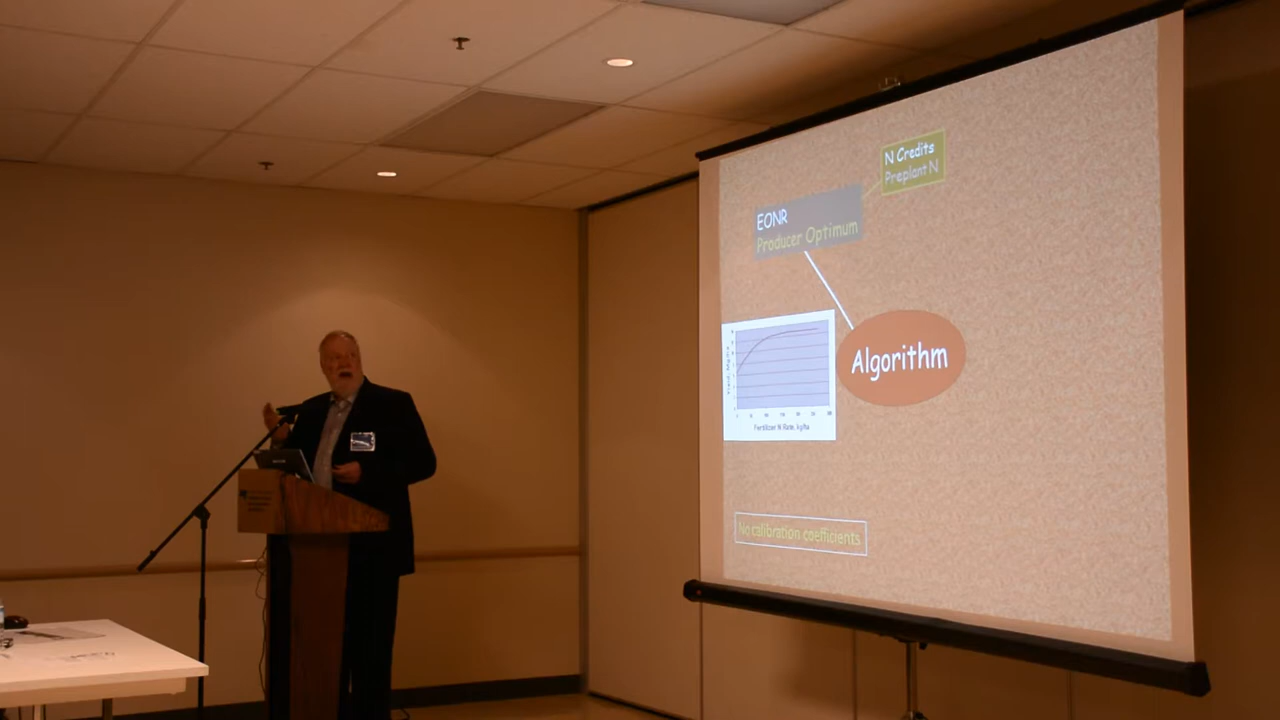 N Credits
Preplant N
EONR
Producer Optimum
Algorithm
Fertilizer N Rate, kg/ha
No calibration coefficients